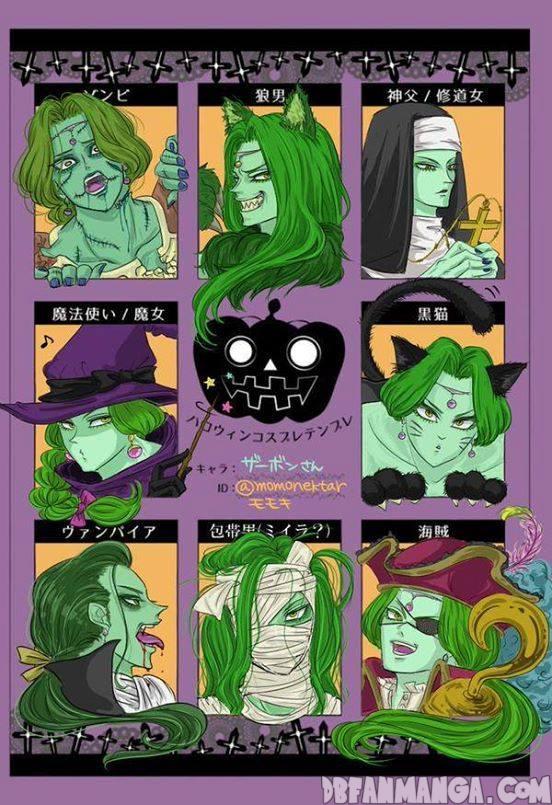 ゾンビ
狼男
神父/修道女
魔法使い/魔女
黒猫
ハロウィンコスプレテンプレ
キャラ：ザーボンさん
ID：@momonektar
モモキ
ヴァンパイア
包帯男(ミイラ?)
海賊
DBFANMANGA.COM